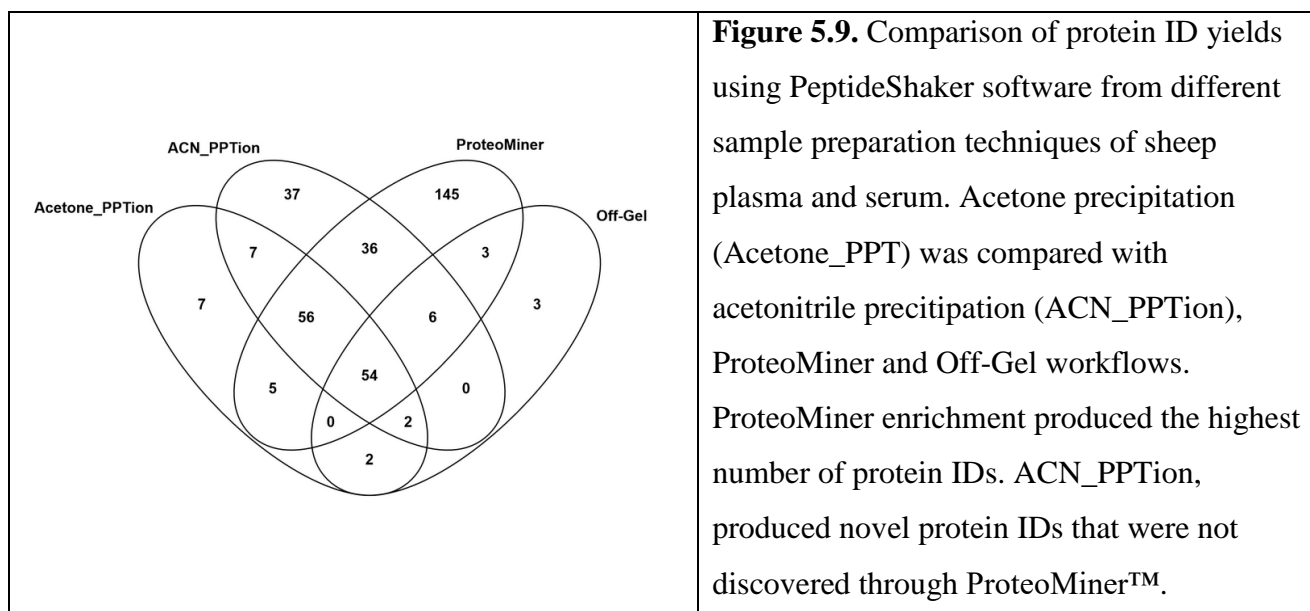 ACN_PPTion
ProteoMiner
Acetone_PPTion
Off-Gel
37
145
7
36
3
7
56
6
3
5
54
0
0
2
2
Figure 5.9. Comparison of protein ID yields
using PeptideShaker software from different
sample preparation techniques of sheep
plasma and serum. Acetone precipitation
(Acetone_PPT) was compared with
acetonitrile precitipation (ACN_PPTion),
ProteoMiner and Off-Gel workflows.
ProteoMiner enrichment produced the highest
number of protein IDs. ACN_PPTion,
produced novel protein IDs that were not
discovered through ProteoMiner™.